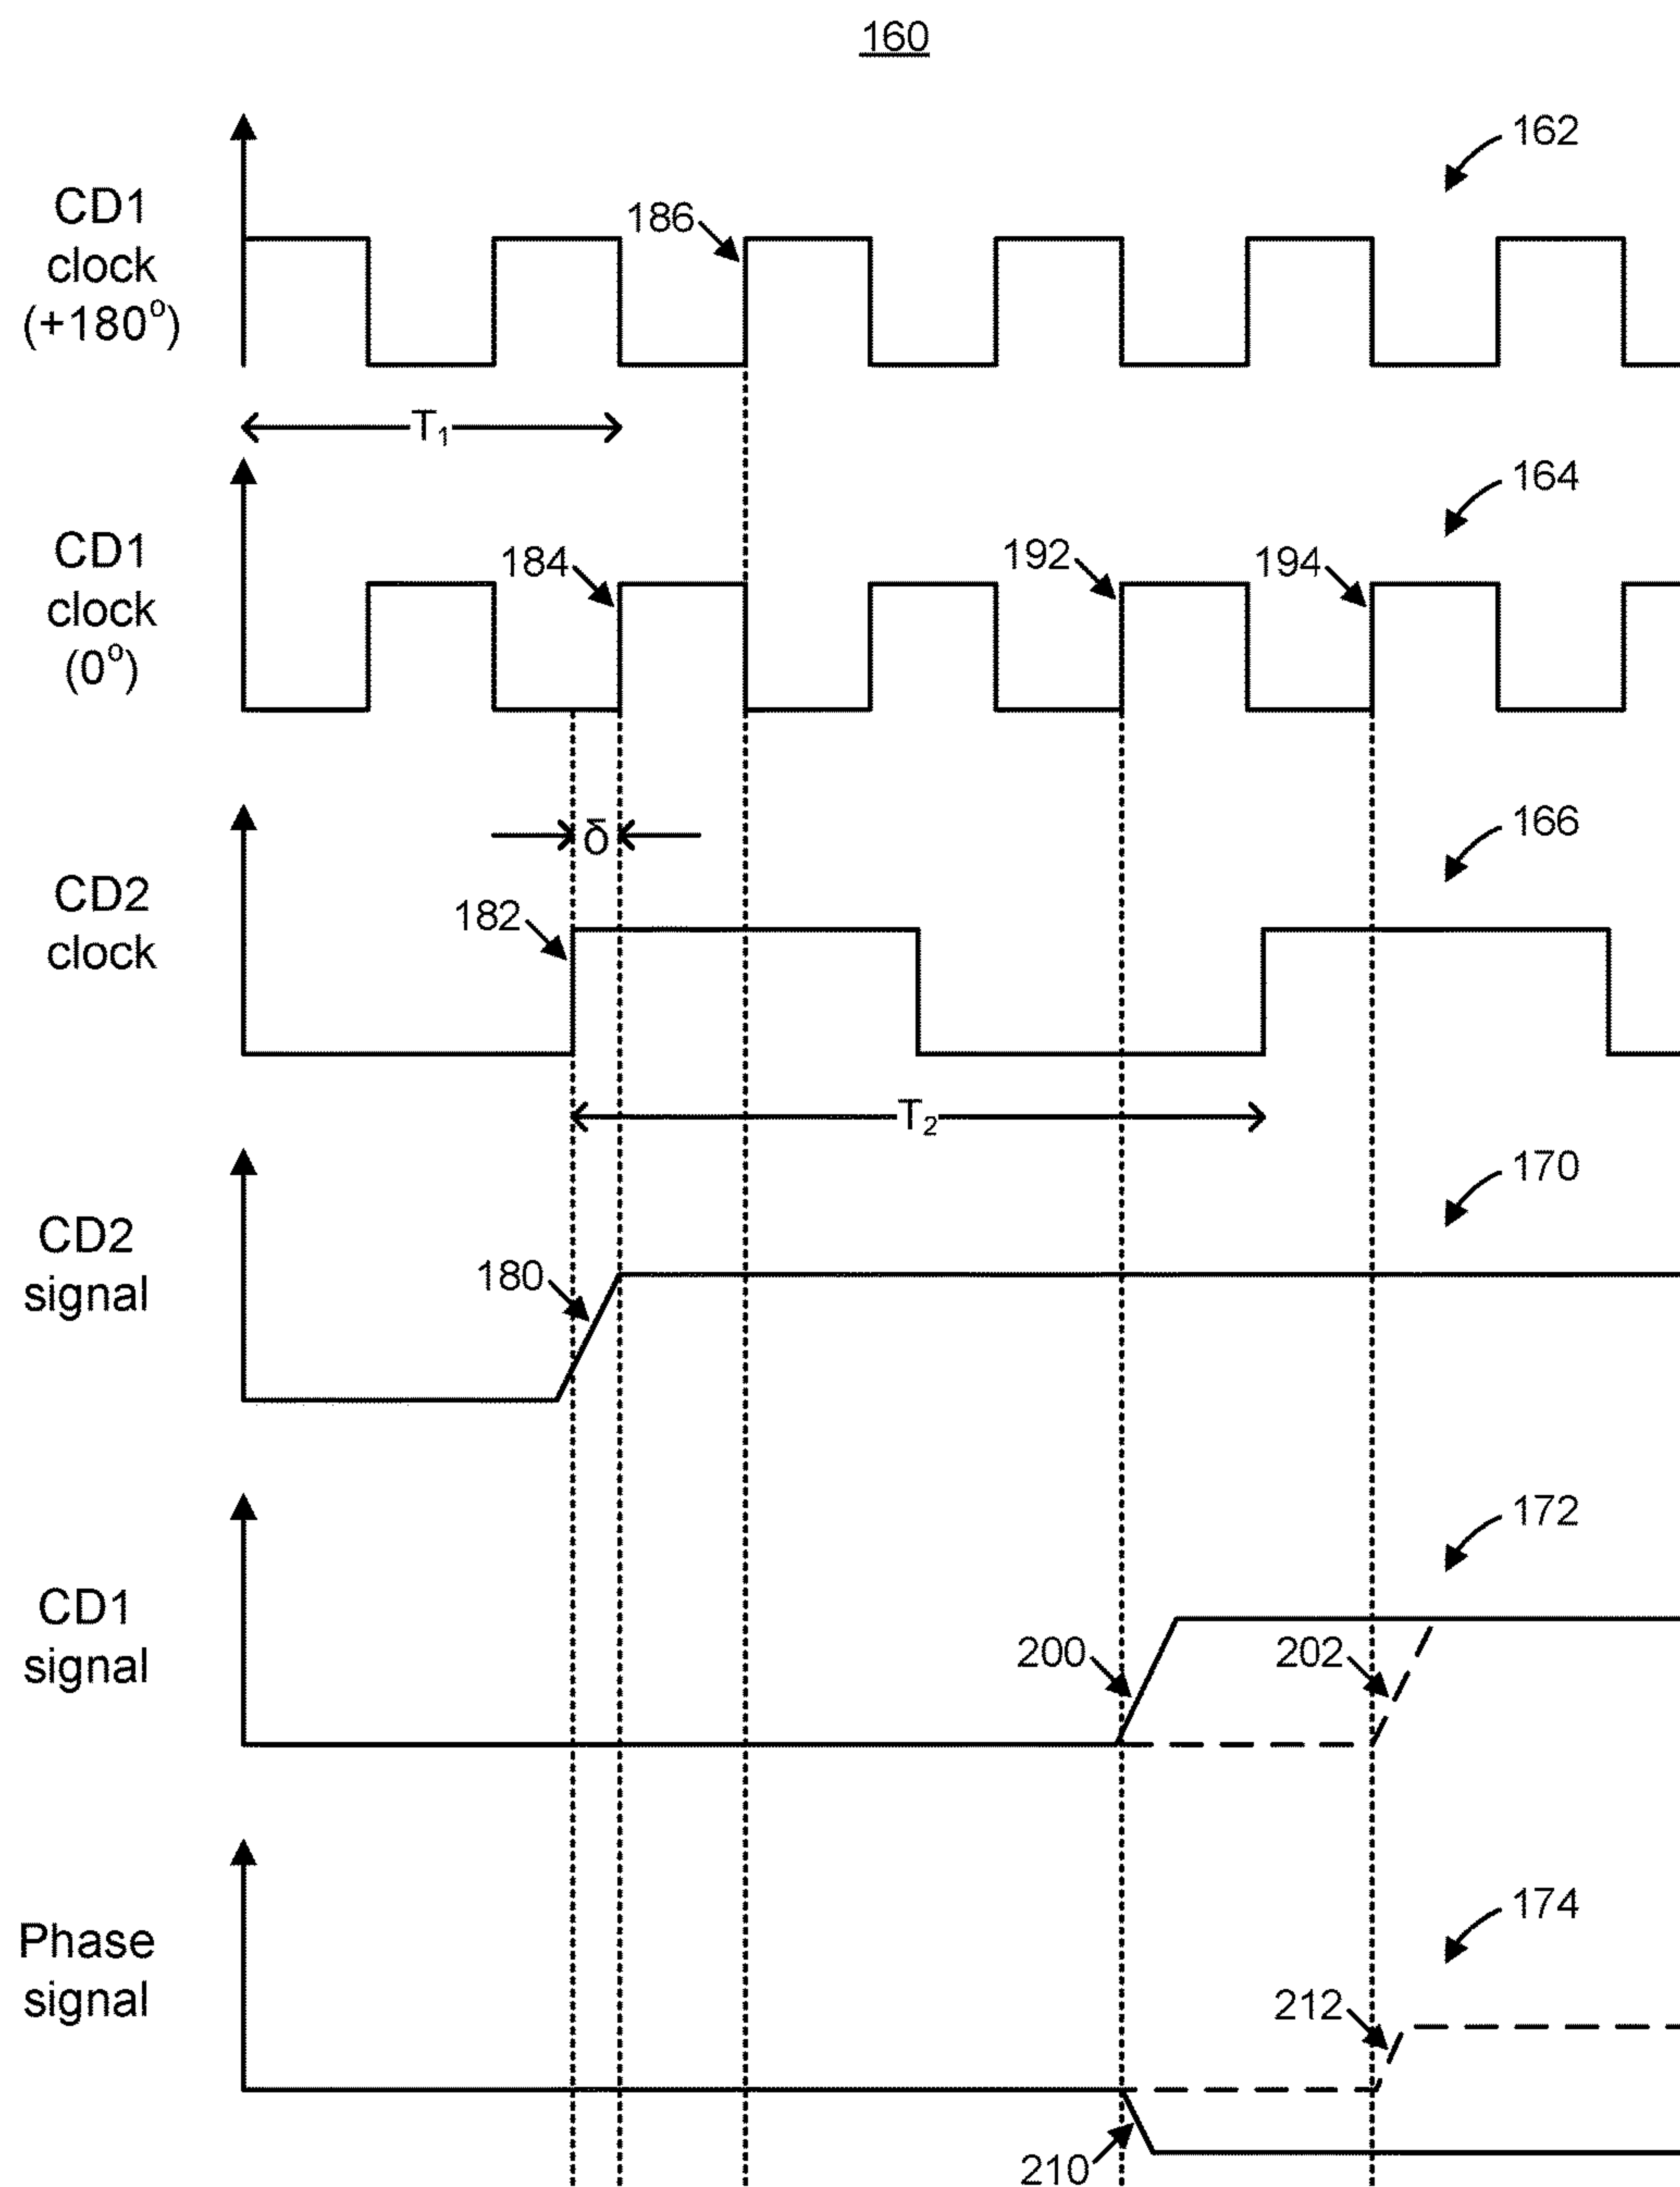 160
162
CD1
clock
(+180°)
186
T₁
164
CD1
clock
(0°)
184
192
194
δ
166
CD2
clock
182
T₂
170
CD2
signal
180
172
CD1
signal
200
202
174
Phase
signal
212
210